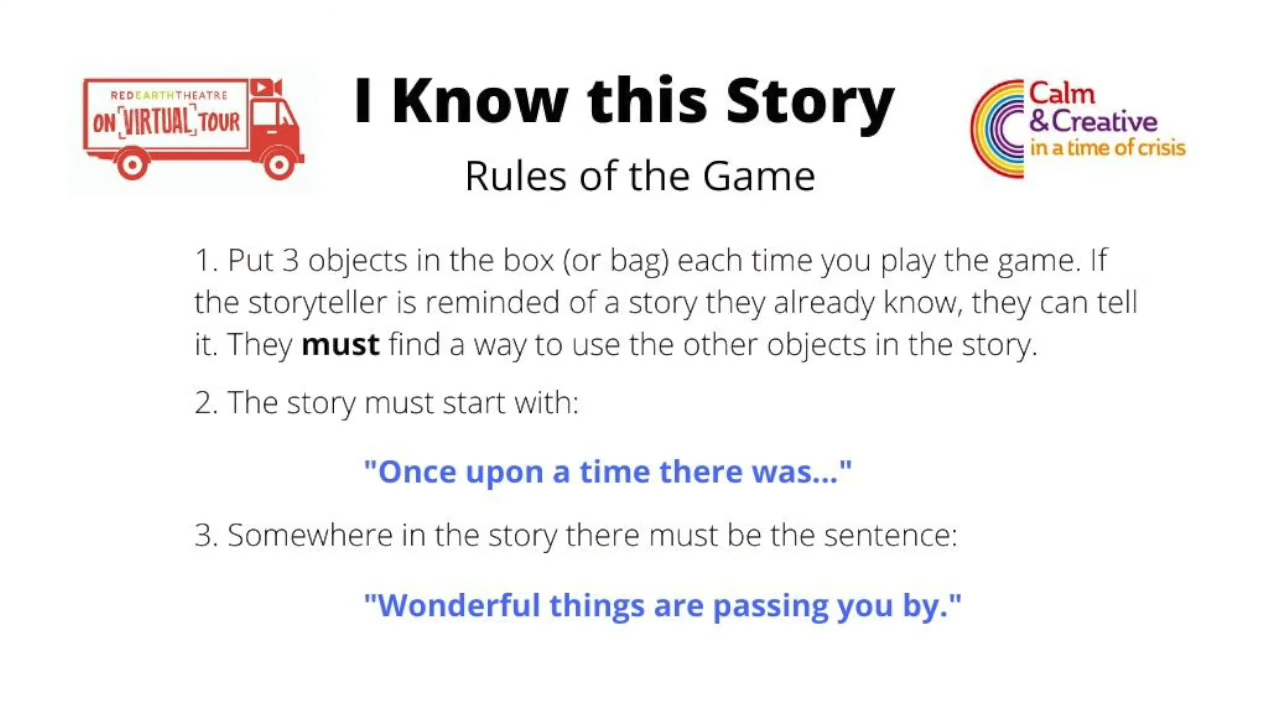 REDEARTHTHEATRE
ON VIRTUAL TOUR
I Know this Story
Rules of the Game
Calm
& Creative
in a time of crisis
1. Put 3 objects in the box (or bag) each time you play the game. If
the storyteller is reminded of a story they already know, they can tell
it. They must find a way to use the other objects in the story.
2. The story must start with:
"Once upon a time there was..."
3. Somewhere in the story there must be the sentence:
"Wonderful things are passing you by."